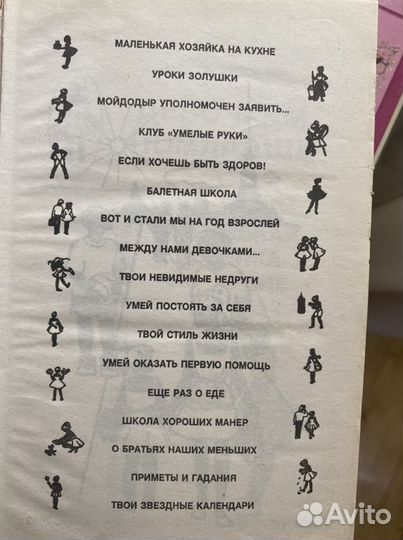 МАЛЕНЬКАЯ ХОЗЯЙКА НА КУХНЕ
УРОКИ ЗОЛУШКИ
МОЙДОДЫР УПОЛНОМОЧЕН ЗАЯВИТЬ...
КЛУБ «УМЕЛЫЕ РУКИ»
ЕСЛИ ХОЧЕШЬ БЫТЬ ЗДОРОВ!
БАЛЕТНАЯ ШКОЛА
ВОТ И СТАЛИ МЫ НА ГОД ВЗРОСЛЕЙ
МЕЖДУ НАМИ ДЕВОЧКАМИ...
ТВОИ НЕВИДИМЫЕ НЕДРУГИ
УМЕЙ ПОСТОЯТЬ ЗА СЕБЯ
ТВОЙ СТИЛЬ ЖИЗНИ
УМЕЙ ОКАЗАТЬ ПЕРВУЮ ПОМОЩЬ
ЕЩЕ РАЗ О ЕДЕ
ШКОЛА ХОРОШИХ МАНЕР
О БРАТЬЯХ НАШИХ МЕНЬШИХ
ПРИМЕТЫ И ГАДАНИЯ
ТВОИ ЗВЕЗДНЫЕ КАЛЕНДАРИ
Avito